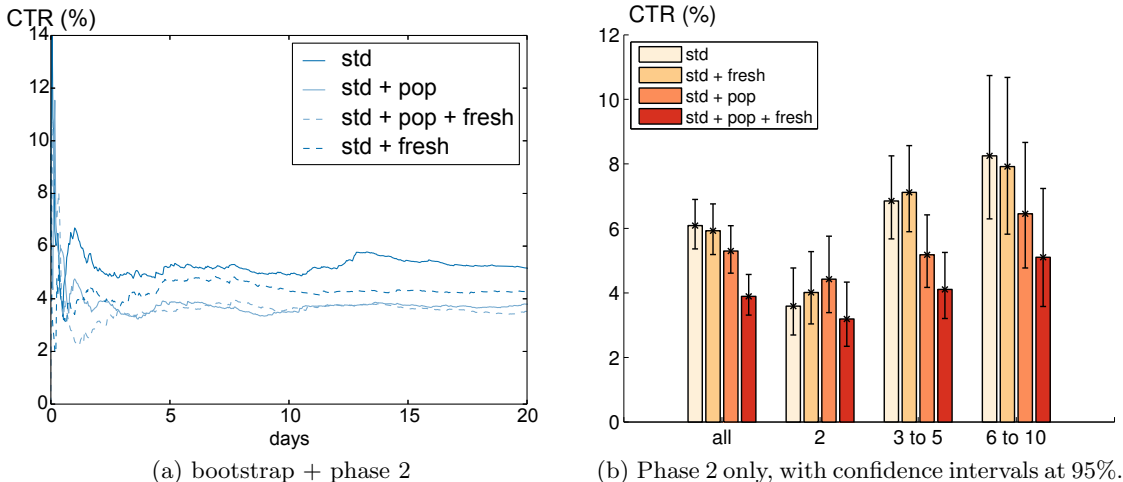 CTR (%)
14
12
10
8
6
4
2
0
0 5 10 15 20
days
std
std + pop
std + pop + fresh
std + fresh
(a) bootstrap + phase 2
CTR (%)
12
10
8
6
4
2
0
std
std + fresh
std + pop
std + pop + fresh
all 2 3 to 5 6 to 10
(b) Phase 2 only, with confidence intervals at 95%.